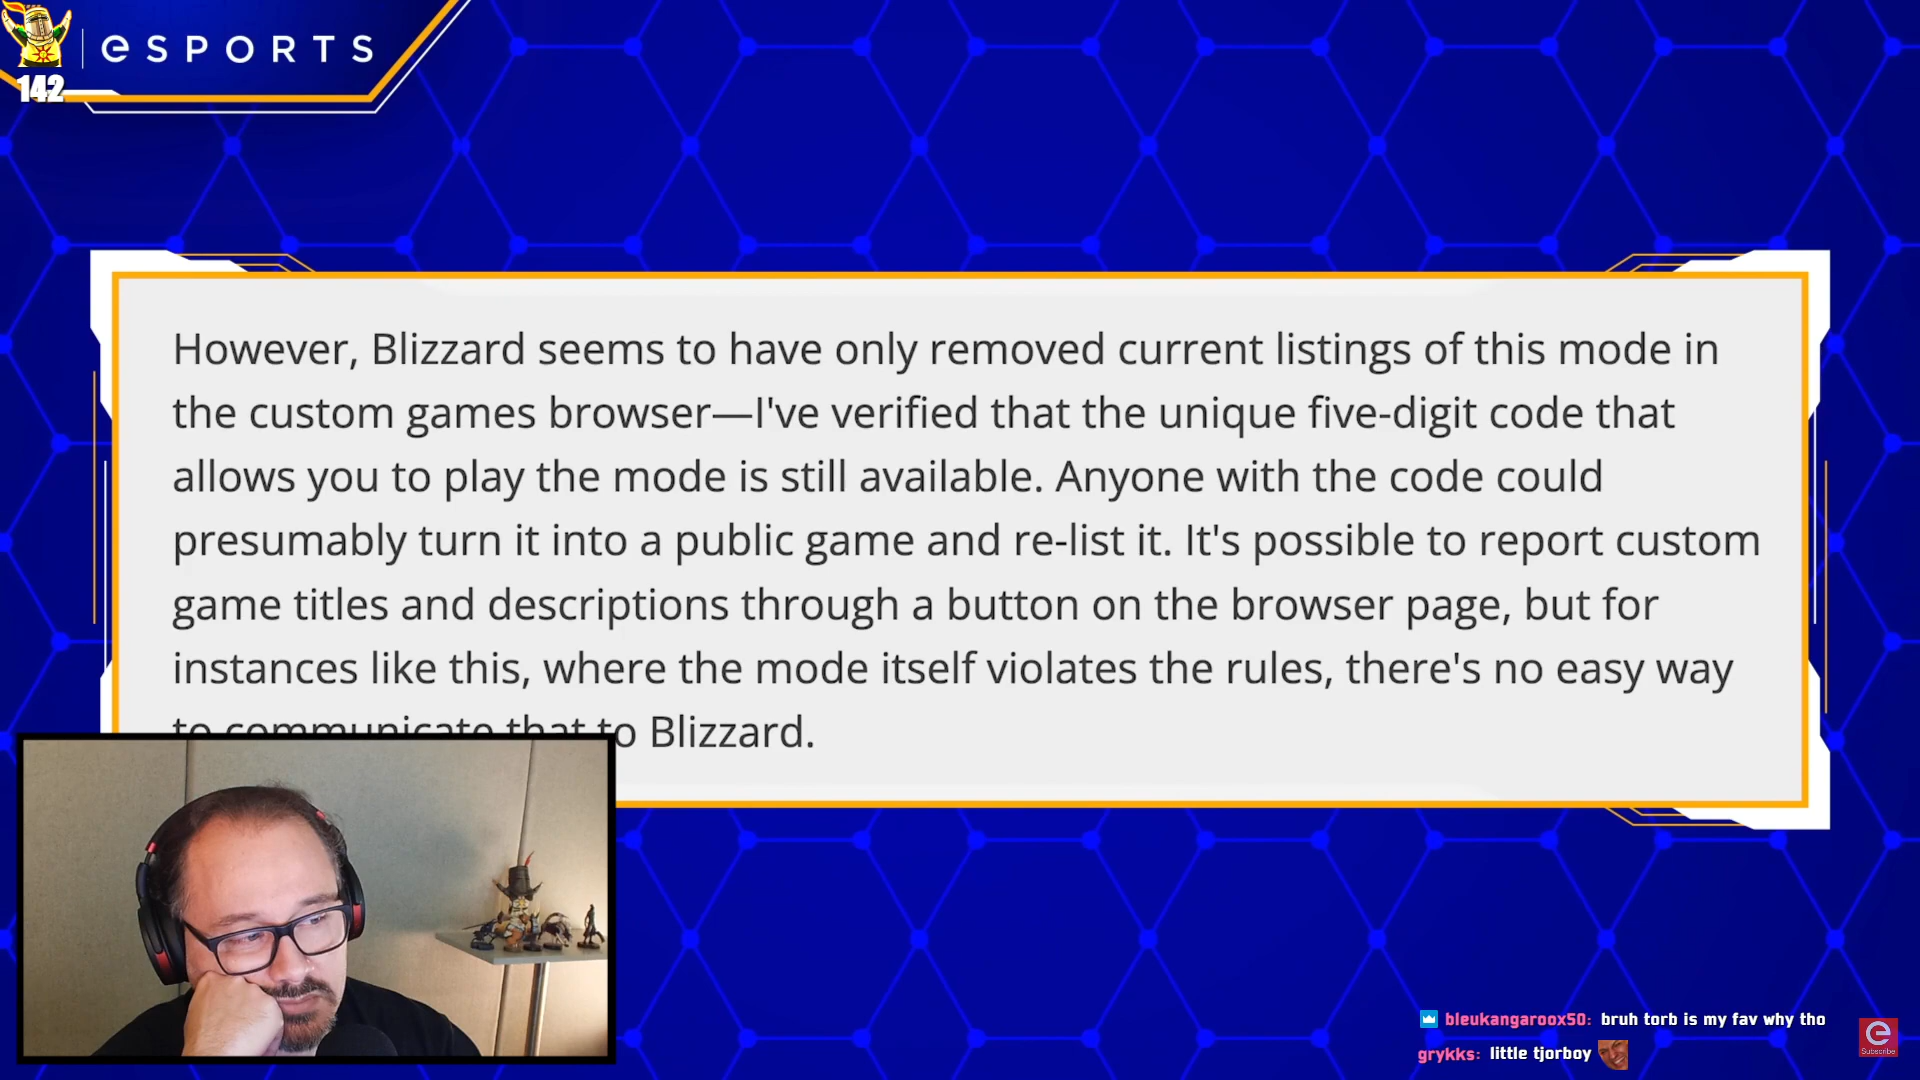 eSPORTS
142
However, Blizzard seems to have only removed current listings of this mode in
the custom games browser—I've verified that the unique five-digit code that
allows you to play the mode is still available. Anyone with the code could
presumably turn it into a public game and re-list it. It's possible to report custom
game titles and descriptions through a button on the browser page, but for
instances like this, where the mode itself violates the rules, there's no easy way
to communicate that to Blizzard.
bleukangaroox50: bruh torb is my fav why tho
grykks: little tjorboy
e
Subscribe